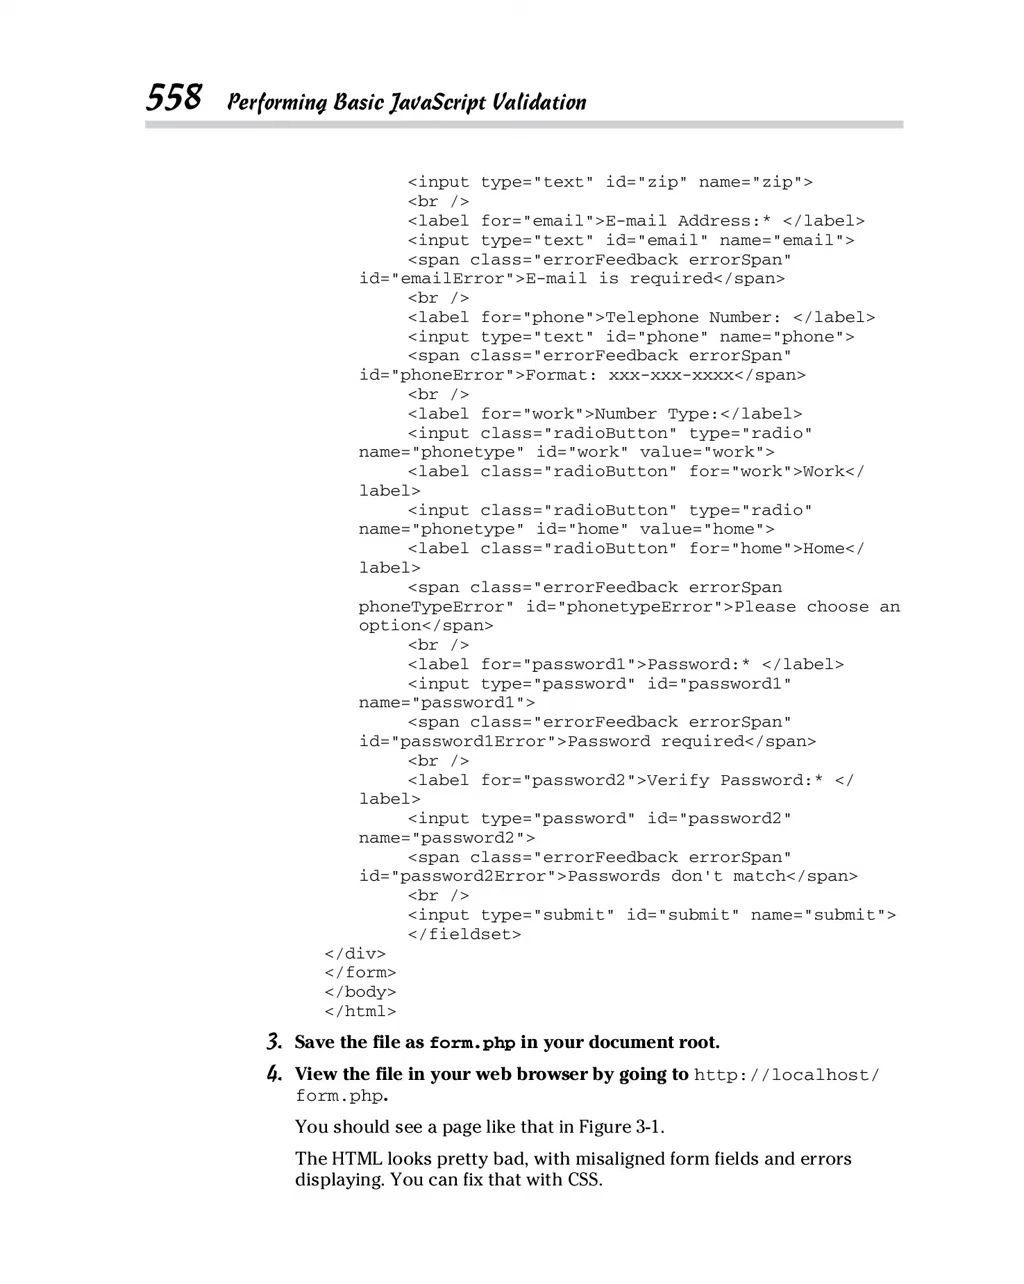 558 Performing Basic JavaScript Validation
<input type="text" id="zip" name="zip">
<br />
<label for="email">E-mail Address:* </label>
<input type="text" id="email" name="email">
<span class="errorFeedback errorSpan"
id="emailError">E-mail is required</span>
<br />
<label for="phone">Telephone Number: </label>
<input type="text" id="phone" name="phone">
<span class="errorFeedback errorSpan"
id="phoneError">Format: xxx-xxx-xxxx</span>
<br />
<label for="work">Number Type:</label>
<input class="radioButton" type="radio"
name="phonetype" id="work" value="work">
<label class="radioButton" for="work">Work</
label>
<input class="radioButton" type="radio"
name="phonetype" id="home" value="home">
<label class="radioButton" for="home">Home</
label>
<span class="errorFeedback errorSpan
phoneTypeError" id="phonetypeError">Please choose an
option</span>
<br />
<label for="password1">Password:* </label>
<input type="password" id="password1"
name="password1">
<span class="errorFeedback errorSpan"
id="password1Error">Password required</span>
<br />
<label for="password2">Verify Password:* </
label>
<input type="password" id="password2"
name="password2">
<span class="errorFeedback errorSpan"
id="password2Error">Passwords don't match</span>
<br />
<input type="submit" id="submit" name="submit">
</fieldset>
</div>
</form>
</body>
</html>
3. Save the file as form.php in your document root.
4. View the file in your web browser by going to http://localhost/
form.php.
You should see a page like that in Figure 3-1.
The HTML looks pretty bad, with misaligned form fields and errors
displaying. You can fix that with CSS.